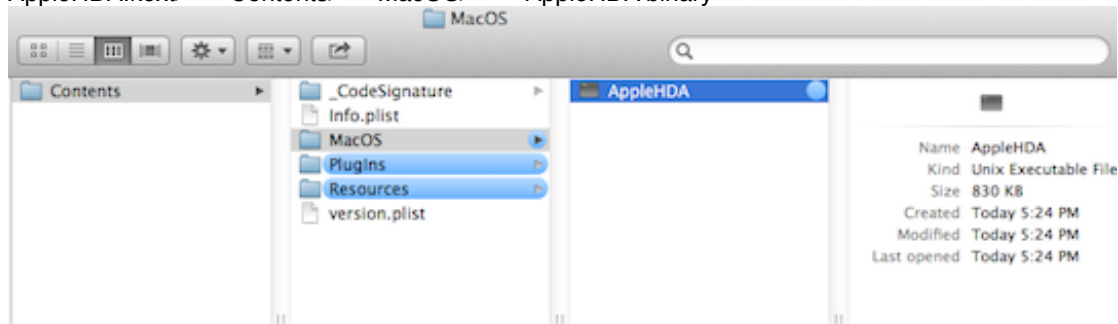 MacOS
Contents
_CodeSignature
Info.plist
MacOS
PlugIns
Resources
version.plist
AppleHDA
Name AppleHDA
Kind Unix Executable File
Size 830 KB
Created Today 5:24 PM
Modified Today 5:24 PM
Last opened Today 5:24 PM